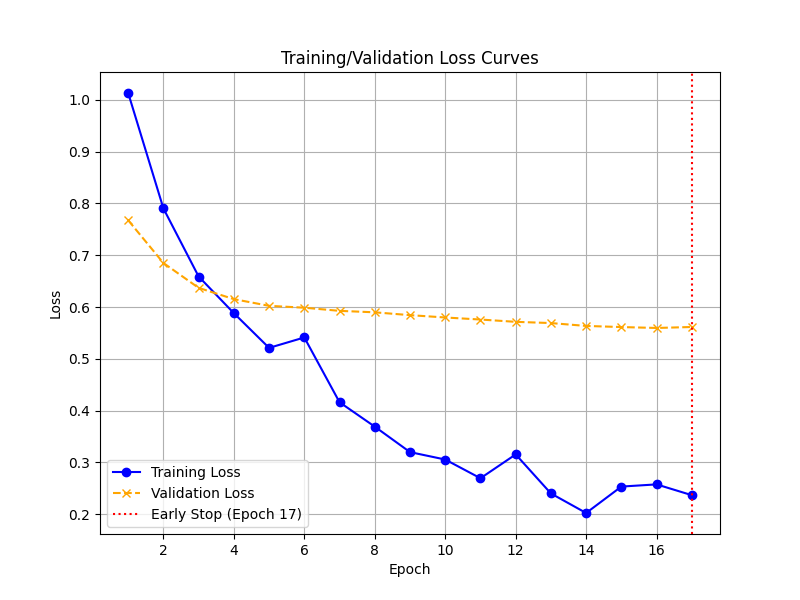 Training/Validation Loss Curves
1.0
0.9
0.8
0.7
0.6
0.5
0.4
0.3
0.2
Loss
Training Loss
Validation Loss
Early Stop (Epoch 17)
2 4 6 8 10 12 14 16
Epoch